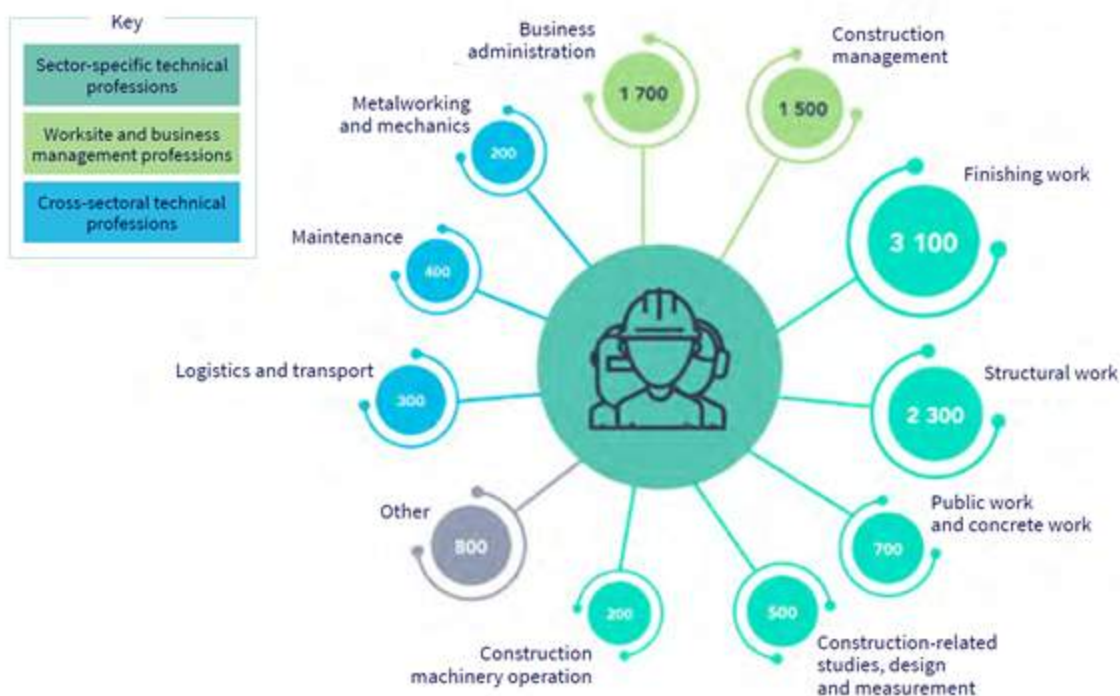 Key
Sector-specific technical
professions
Worksite and business
management professions
Cross-sectoral technical
professions
Business
administration
1 700
Construction
management
1 500
Metalworking
and mechanics
200
Finishing work
3 100
Maintenance
400
Structural work
2 300
Logistics and transport
300
Public work
and concrete work
700
Other
800
Construction
machinery operation
200
500
Construction-related
studies, design
and measurement